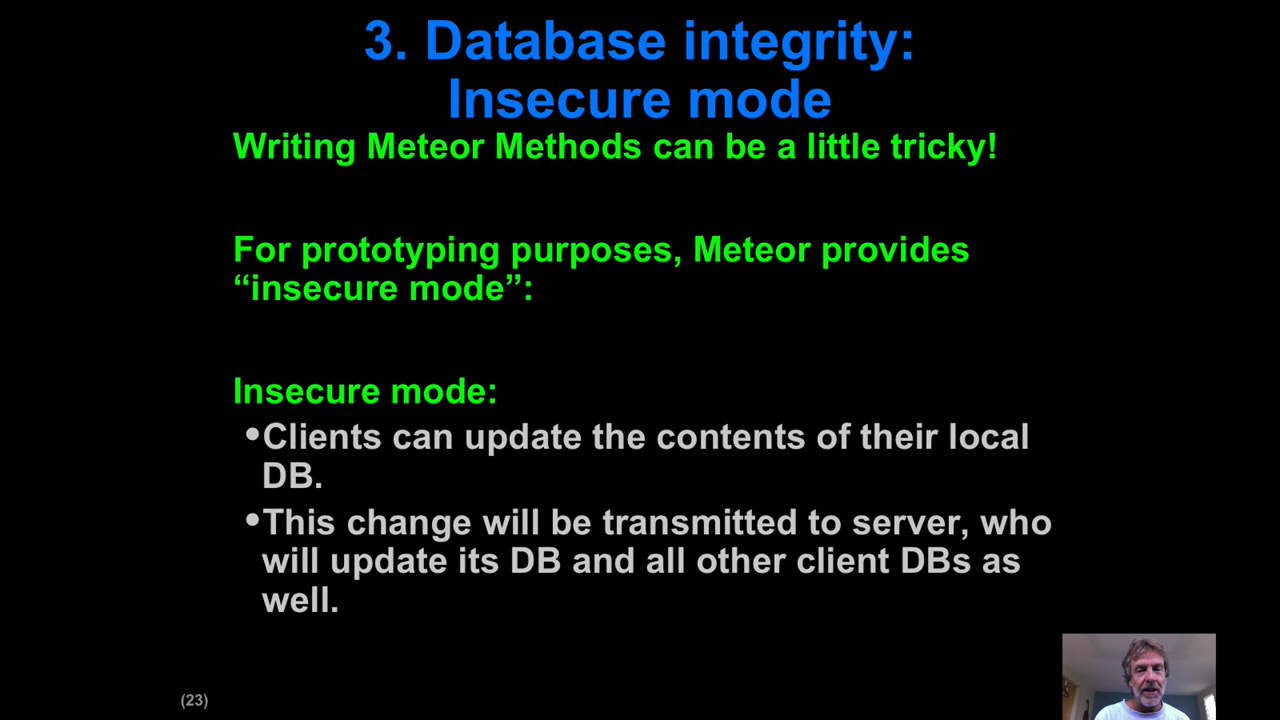 3. Database integrity:
Insecure mode
Writing Meteor Methods can be a little tricky!
For prototyping purposes, Meteor provides
“insecure mode”:
Insecure mode:
•Clients can update the contents of their local
DB.
•This change will be transmitted to server, who
will update its DB and all other client DBs as
well.
(23)